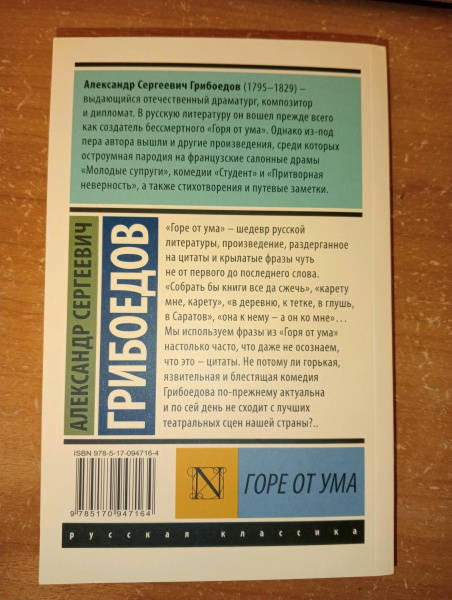 Александр Сергеевич Грибоедов (1795–1829) –
выдающийся отечественный драматург, композитор
и дипломат. В русскую литературу он вошел прежде всего
как создатель бессмертного «Горя от ума». Однако из-под
пера автора вышли и другие произведения, среди которых
остроумная пародия на французские салонные драмы
«Молодые супруги», комедии «Студент» и «Притворная
неверность», а также стихотворения и путевые заметки.
АЛЕКСАНДР СЕРГЕЕВИЧ
ГРИБОЕДОВ
«Горе от ума» – шедевр русской
литературы, произведение, раздерганное
на цитаты и крылатые фразы чуть
не от первого до последнего слова.
«Собрать бы книги все да сжечь», «карету
мне, карету», «в деревню, к тетке, в глушь,
в Саратов», «она к нему – а он ко мне»…
Мы используем фразы из «Горя от ума»
настолько часто, что даже не осознаем,
что это – цитаты. Не потому ли горькая,
язвительная и блестящая комедия
Грибоедова по-прежнему актуальна
и по сей день не сходит с лучших
театральных сцен нашей страны?..
ISBN 978-5-17-094716-4
9 785170 947164
N
ГОРЕ ОТ УМА
русская классика